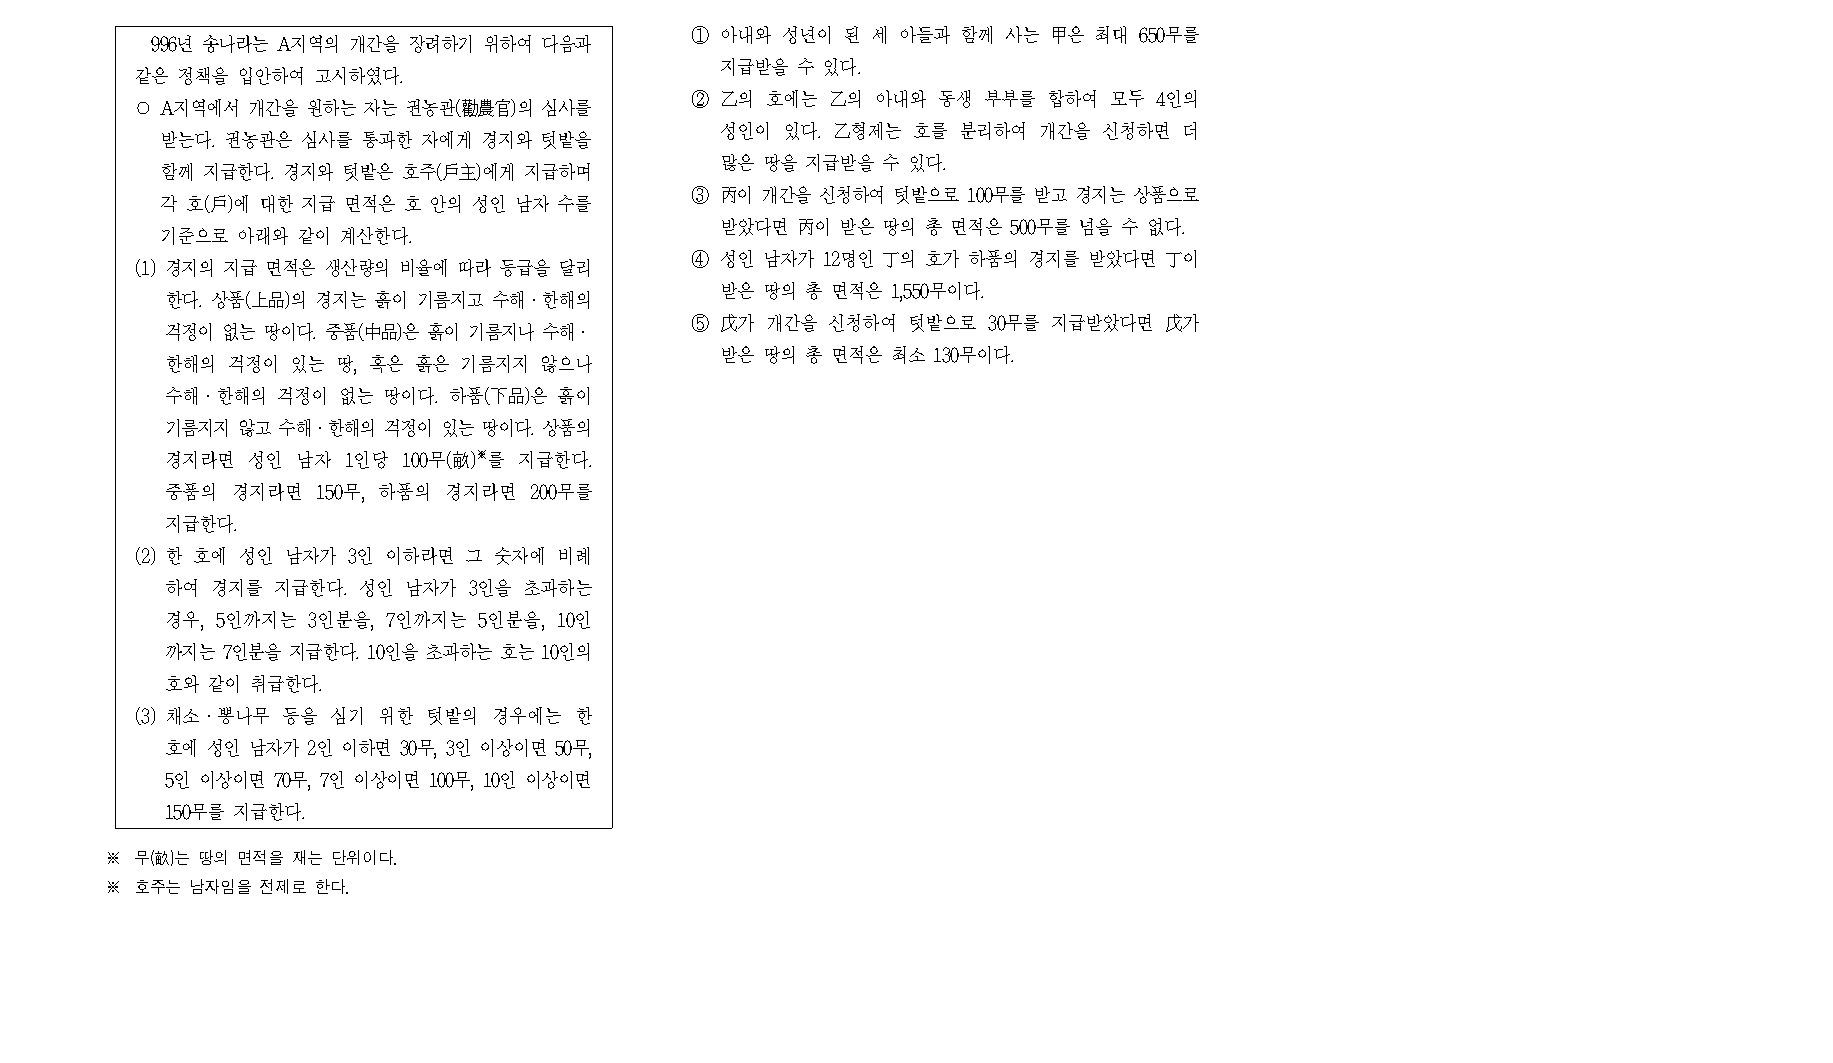 996년 송나라는 A지역의 개간을 장려하기 위하여 다음과
같은 정책을 입안하여 고시하였다.
○ A지역에서 개간을 원하는 자는 권농관(勸農官)의 심사를
받는다. 권농관은 심사를 통과한 자에게 경지와 텃밭을
함께 지급한다. 경지와 텃밭은 호주(戶主)에게 지급하며
각 호(戶)에 대한 지급 면적은 호 안의 성인 남자 수를
기준으로 아래와 같이 계산한다.
(1) 경지의 지급 면적은 생산량의 비율에 따라 등급을 달리
한다. 상품(上品)의 경지는 흙이 기름지고 수해·한해의
걱정이 없는 땅이다. 중품(中品)은 흙이 기름지나 수해·
한해의 걱정이 있는 땅, 혹은 흙은 기름지지 않으나
수해·한해의 걱정이 없는 땅이다. 하품(下品)은 흙이
기름지지 않고 수해·한해의 걱정이 있는 땅이다. 상품의
경지라면 성인 남자 1인당 100무(畝)※를 지급한다.
중품의 경지라면 150무, 하품의 경지라면 200무를
지급한다.
(2) 한 호에 성인 남자가 3인 이하라면 그 숫자에 비례
하여 경지를 지급한다. 성인 남자가 3인을 초과하는
경우, 5인까지는 3인분을, 7인까지는 5인분을, 10인
까지는 7인분을 지급한다. 10인을 초과하는 호는 10인의
호와 같이 취급한다.
(3) 채소·뽕나무 등을 심기 위한 텃밭의 경우에는 한
호에 성인 남자가 2인 이하면 30무, 3인 이상이면 50무,
5인 이상이면 70무, 7인 이상이면 100무, 10인 이상이면
150무를 지급한다.
※ 무(畝)는 땅의 면적을 재는 단위이다.
※ 호주는 남자임을 전제로 한다.
① 아내와 성년이 된 세 아들과 함께 사는 甲은 최대 650무를
지급받을 수 있다.
② 乙의 호에는 乙의 아내와 동생 부부를 합하여 모두 4인의
성인이 있다. 乙형제는 호를 분리하여 개간을 신청하면 더
많은 땅을 지급받을 수 있다.
③ 丙이 개간을 신청하여 텃밭으로 100무를 받고 경지는 상품으로
받았다면 丙이 받은 땅의 총 면적은 500무를 넘을 수 없다.
④ 성인 남자가 12명인 丁의 호가 하품의 경지를 받았다면 丁이
받은 땅의 총 면적은 1,550무이다.
⑤ 戊가 개간을 신청하여 텃밭으로 30무를 지급받았다면 戊가
받은 땅의 총 면적은 최소 130무이다.